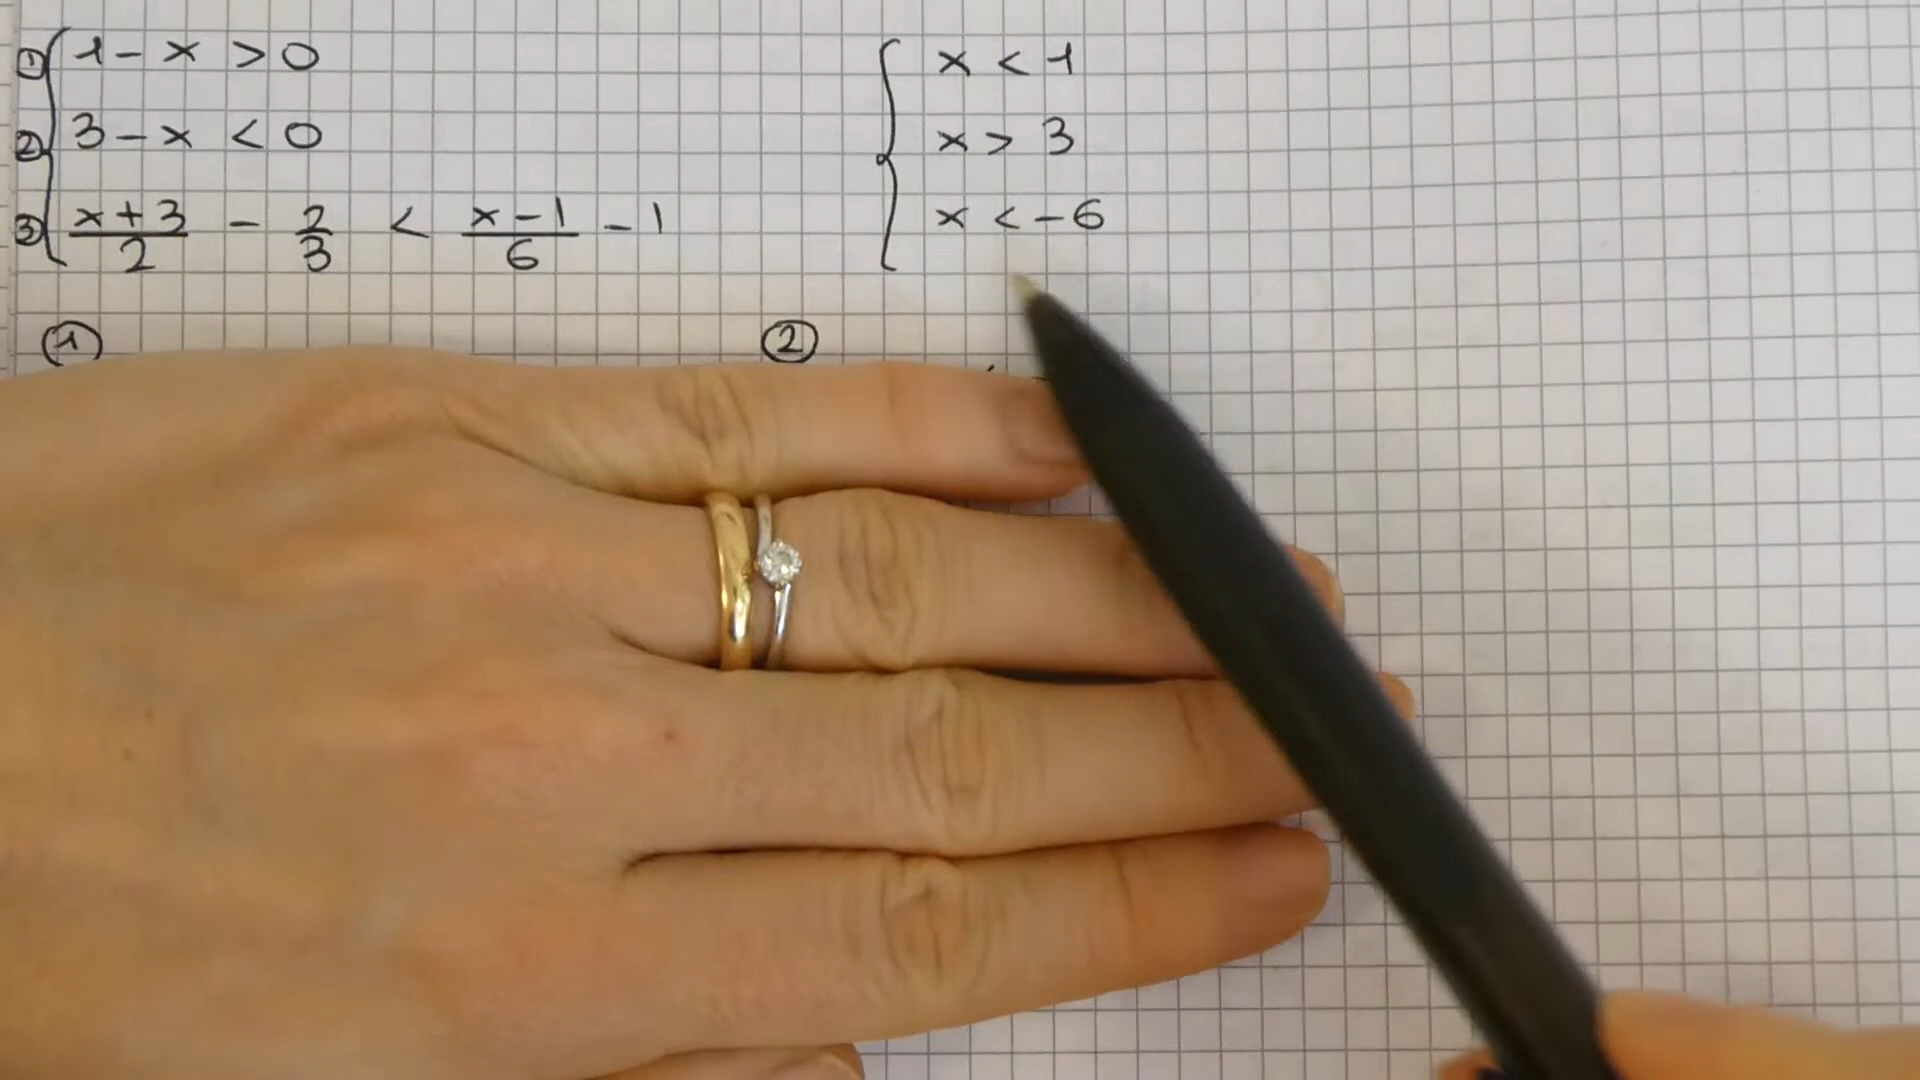 ① 1 - x > 0
② 3 - x < 0
③ (x+3)/2 - 2/3 < (x-1)/6 - 1
x < 1
x > 3
x < -6
①
②